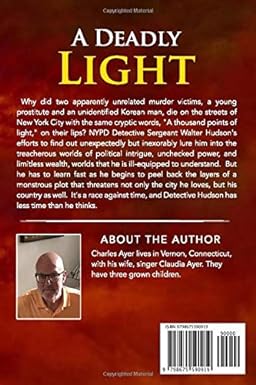 A DEADLY
LIGHT
Why did two apparently unrelated murder victims, a
young prostitute and an unidentified Korean man, die on the streets of
New York City with the same cryptic words, "A thousand points of
light," on their lips? NYPD Detective Sergeant Walter Hudson's
efforts to find out unexpectedly but inexorably lure him into the
treacherous worlds of political intrigue, unchecked power, and
limitless wealth, worlds that he is ill-equipped to understand. But
he has to learn fast as he begins to peel back the layers of a
monstrous plot that threatens not only the city he loves, but his
country as well. It's a race against time, and Detective Hudson has
less time than he thinks.
ABOUT THE AUTHOR
Charles Ayer lives in Vernon, Connecticut,
with his wife, singer Claudia Ayer. They
have three grown children.
90000